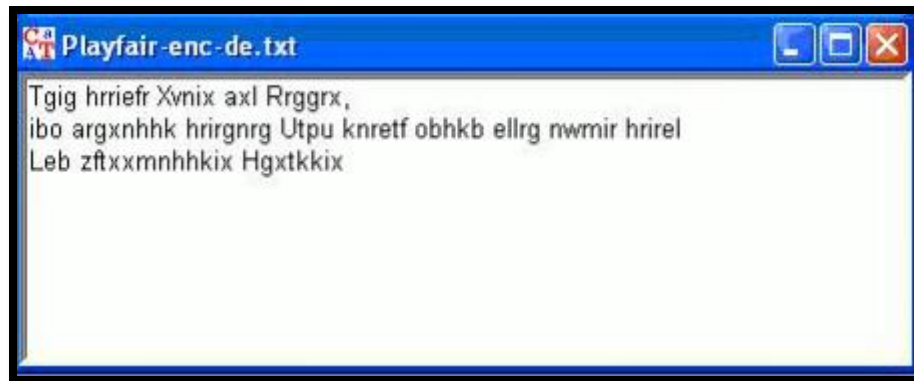 Playfair-enc-de.txt
Tgig hrriefr Xvnix axl Rrggrx,
ibo argxnhhk hrirgnrg Utpu knretf obhkb ellrg nwmir hrirel
Leb zftxxmnhhkix Hgxtkkix